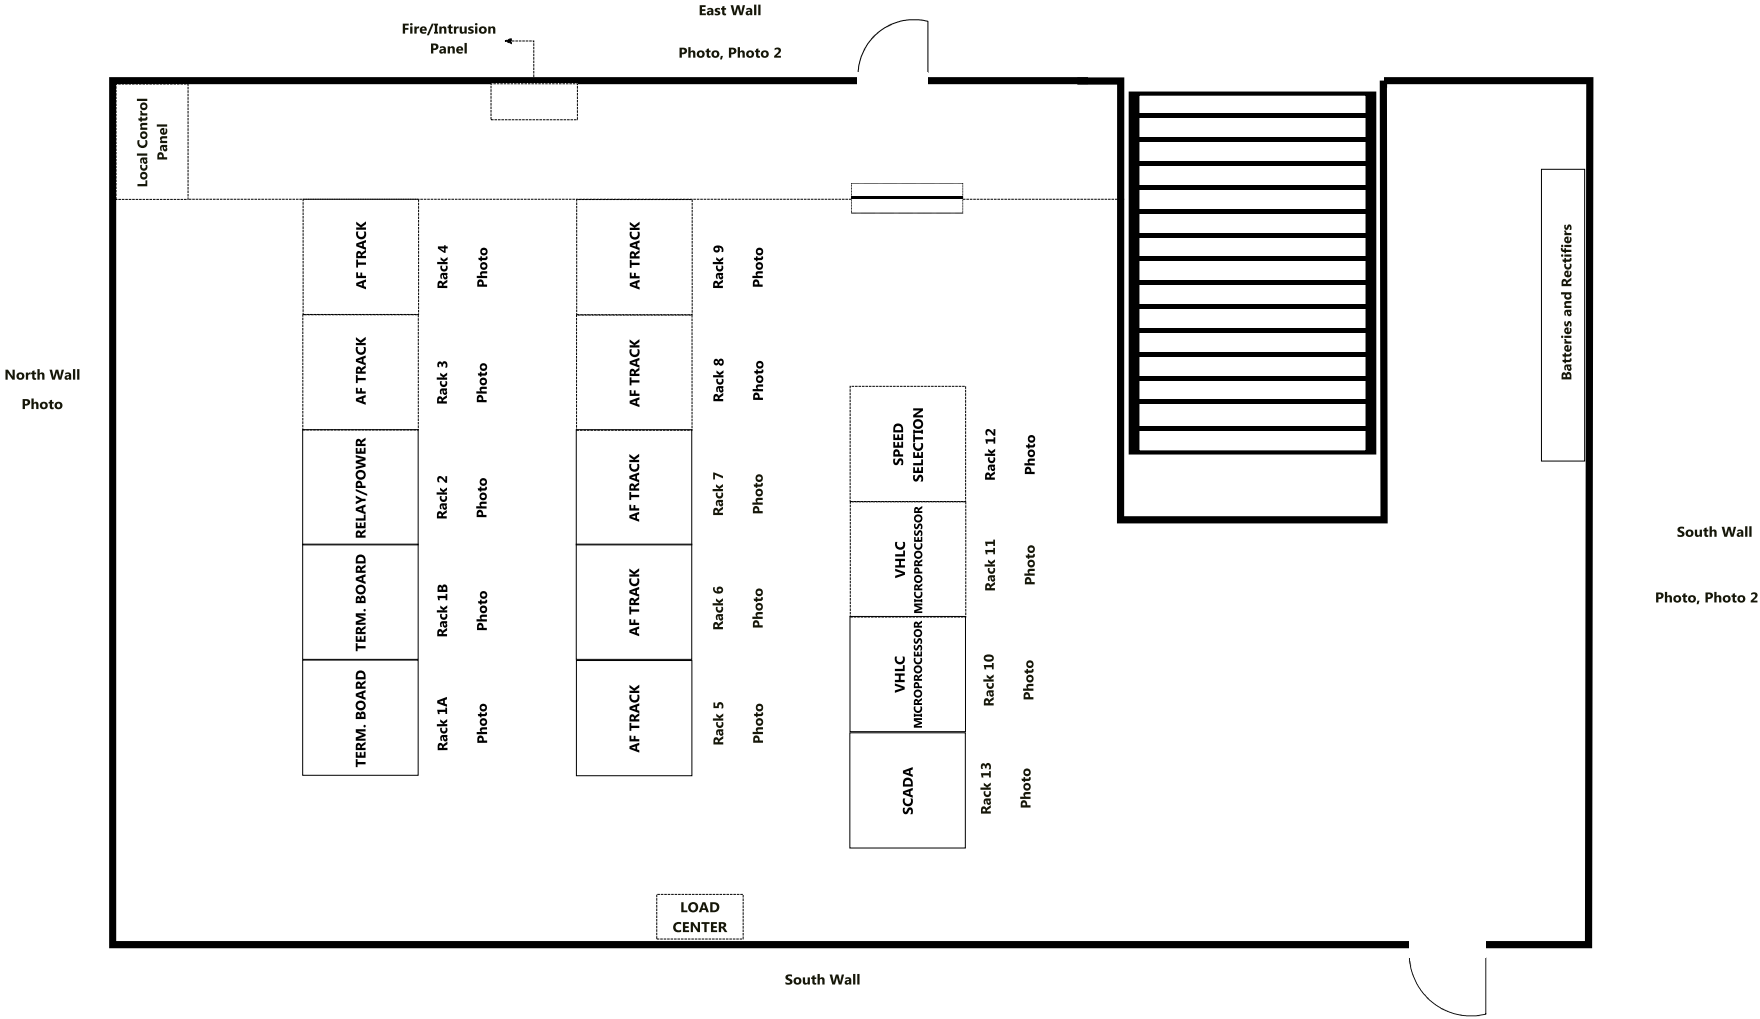 East Wall
Photo, Photo 2
Fire/Intrusion
Panel
Local Control
Panel
North Wall
Photo
AF TRACK
Rack 4
Photo
AF TRACK
Rack 3
Photo
RELAY/POWER
Rack 2
Photo
TERM. BOARD
Rack 1B
Photo
TERM. BOARD
Rack 1A
Photo
AF TRACK
Rack 9
Photo
AF TRACK
Rack 8
Photo
AF TRACK
Rack 7
Photo
AF TRACK
Rack 6
Photo
AF TRACK
Rack 5
Photo
SPEED
SELECTION
Rack 12
Photo
VHLC
MICROPROCESSOR
Rack 11
Photo
VHLC
MICROPROCESSOR
Rack 10
Photo
SCADA
Rack 13
Photo
Batteries and Rectifiers
South Wall
Photo, Photo 2
LOAD
CENTER
South Wall